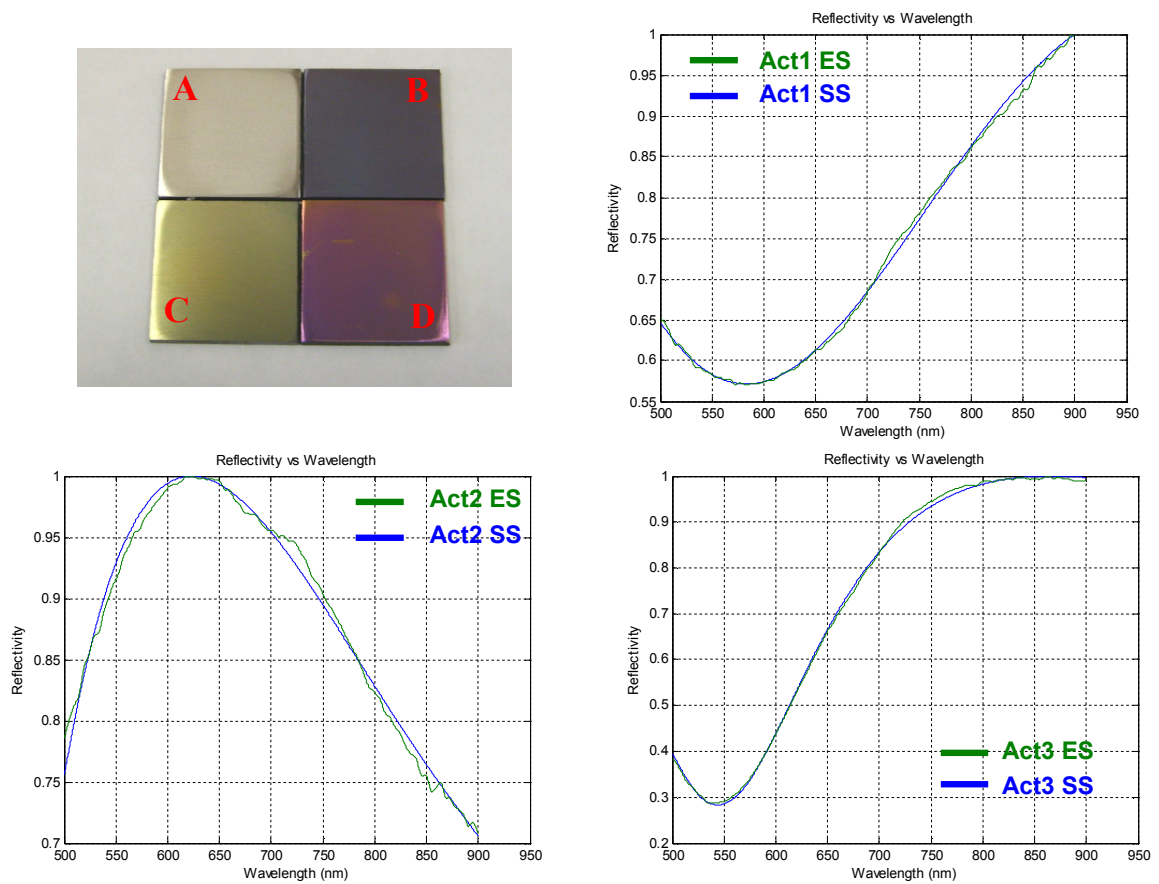 A
B
C
D
Reflectivity vs Wavelength
Act1 ES
Act1 SS
Reflectivity
1
0.95
0.9
0.85
0.8
0.75
0.7
0.65
0.6
0.55
500 550 600 650 700 750 800 850 900 950
Wavelength (nm)
Reflectivity vs Wavelength
Act2 ES
Act2 SS
Reflectivity
1
0.95
0.9
0.85
0.8
0.75
0.7
500 550 600 650 700 750 800 850 900 950
Wavelength (nm)
Reflectivity vs Wavelength
Reflectivity
1
0.9
0.8
0.7
0.6
0.5
0.4
0.3
0.2
Act3 ES
Act3 SS
500 550 600 650 700 750 800 850 900 950
Wavelength (nm)